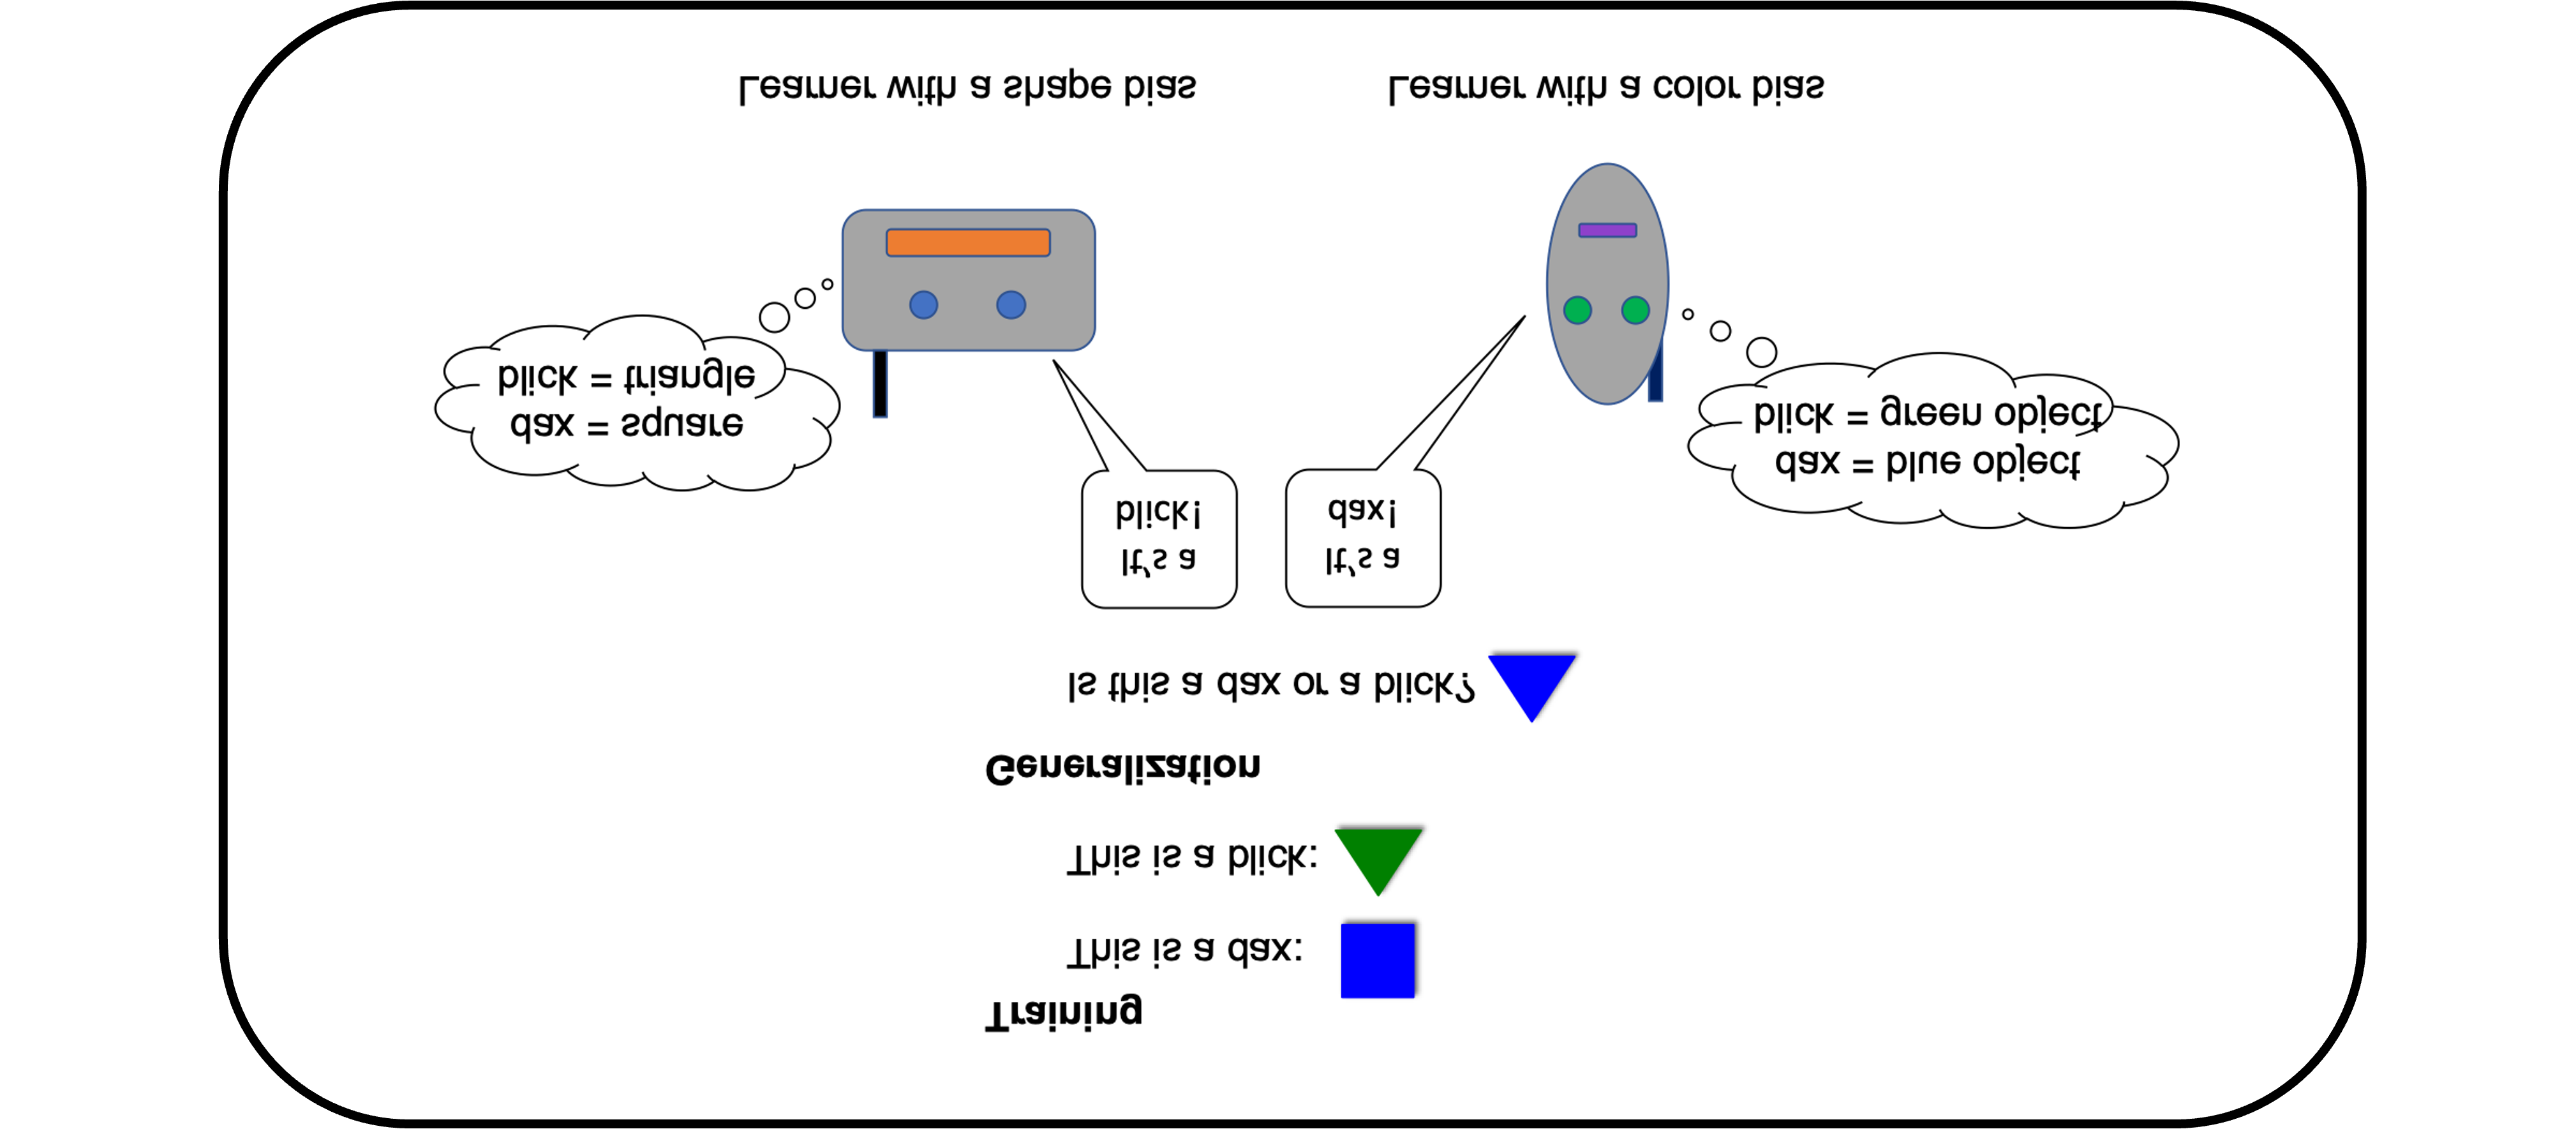 Training
This is a dax:
This is a blick:
Generalization
Is this a dax or a blick?
It's a
blick!
It's a
dax!
dax = square
blick = triangle
dax = blue object
blick = green object
Learner with a shape bias
Learner with a color bias